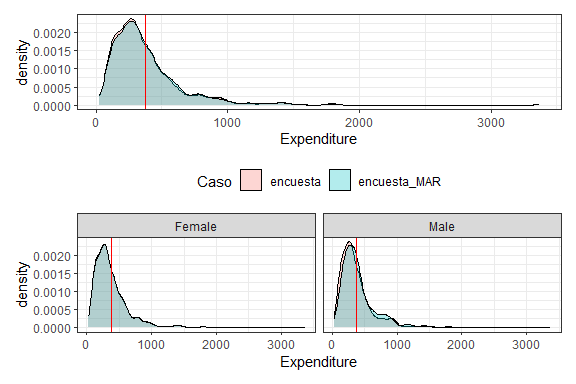 density
0.0020
0.0015
0.0010
0.0005
0.0000
0 1000 2000 3000
Expenditure
Caso encuesta encuesta_MAR
Female Male
density
0.0020
0.0015
0.0010
0.0005
0.0000
0 1000 2000 3000 0 1000 2000 3000
Expenditure